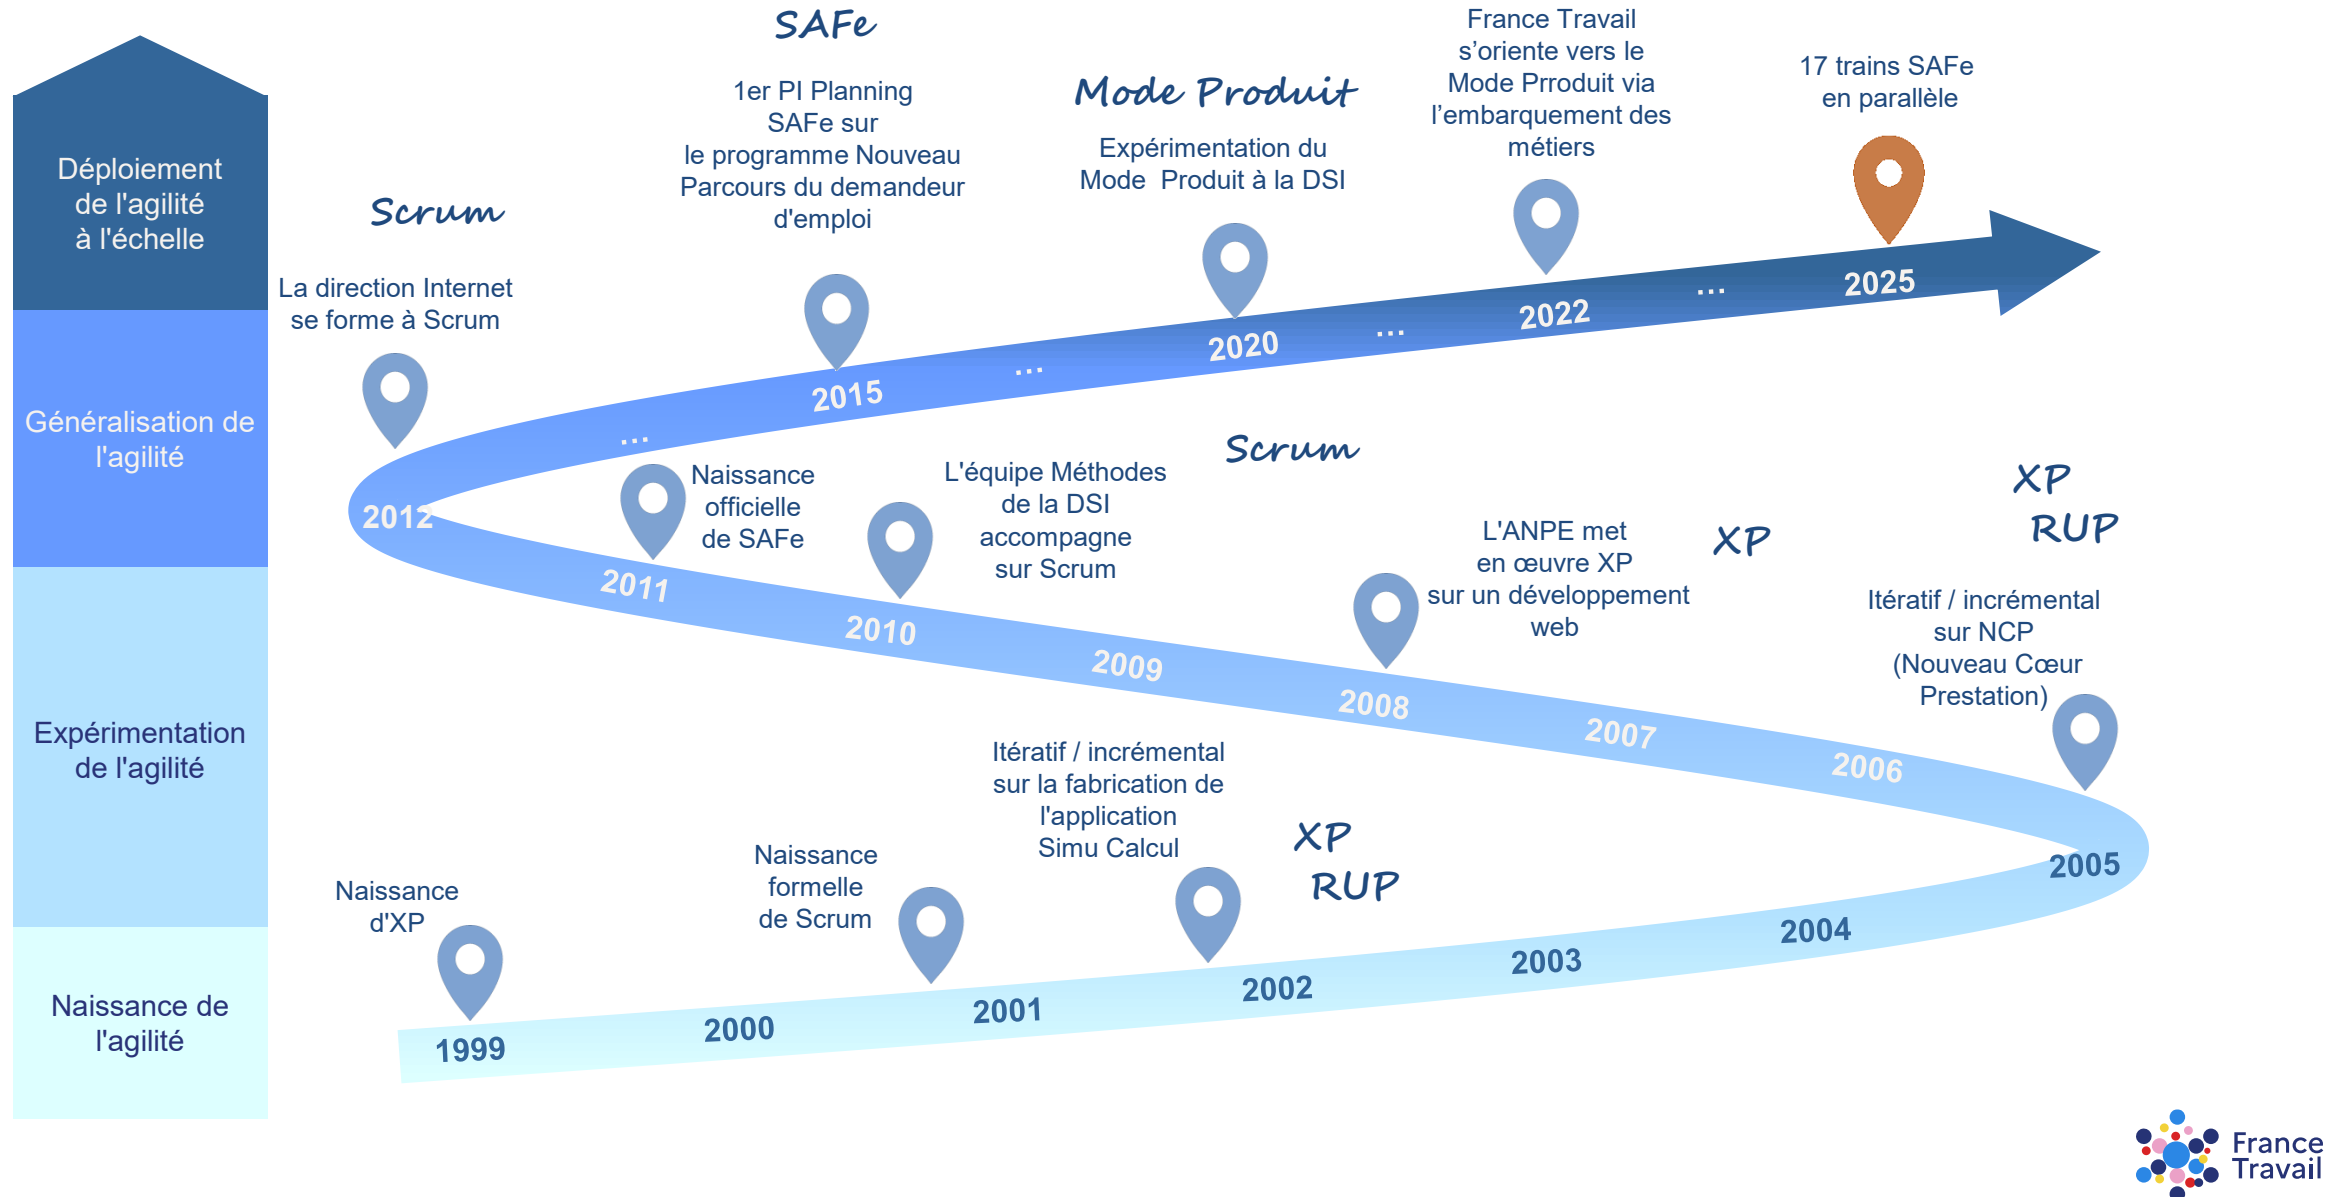 Déploiement
de l'agilité
à l'échelle
Généralisation de
l'agilité
Expérimentation
de l'agilité
Naissance de
l'agilité
SAFe
1er PI Planning
SAFe sur
le programme Nouveau
Parcours du demandeur
d'emploi
Mode Produit
Expérimentation du
Mode Produit à la DSI
France Travail
s’oriente vers le
Mode Prroduit via
l’embarquement des
métiers
17 trains SAFe
en parallèle
Scrum
La direction Internet
se forme à Scrum
2012
...
2015
...
2020
...
2022
...
2025
Naissance
officielle
de SAFe
2011
L'équipe Méthodes
de la DSI
accompagne
sur Scrum
Scrum
2010
2009
L'ANPE met
en œuvre XP
sur un développement
web
XP
2008
2007
2006
XP
RUP
Itératif / incrémental
sur NCP
(Nouveau Cœur
Prestation)
2005
Naissance
d'XP
1999
2000
Naissance
formelle
de Scrum
2001
Itératif / incrémental
sur la fabrication de
l'application
Simu Calcul
XP
RUP
2002
2003
2004
France
Travail